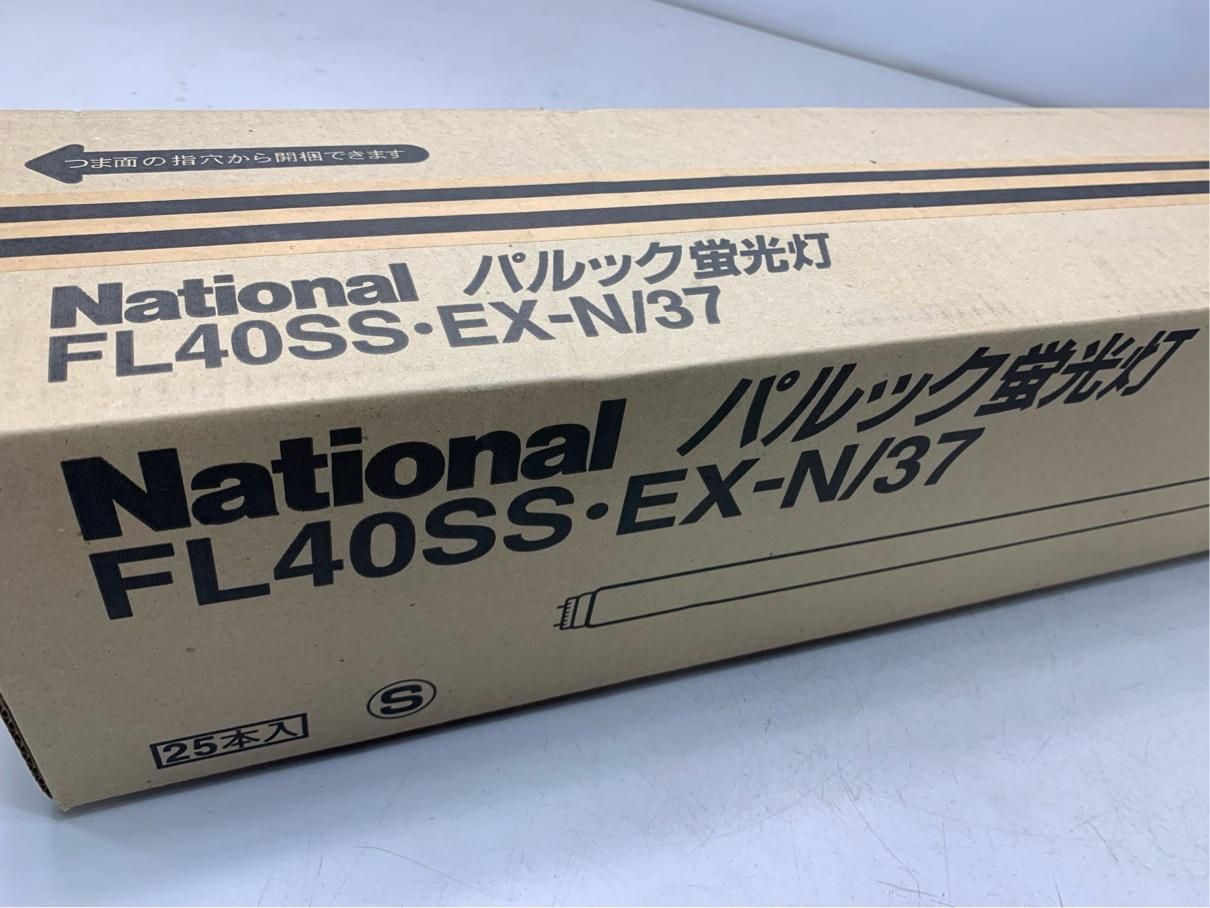 つま面の指穴から開梱できます
National パルック蛍光灯
FL40SS・EX-N/37
National パルック蛍光灯
FL40SS・EX-N/37
S
25本入